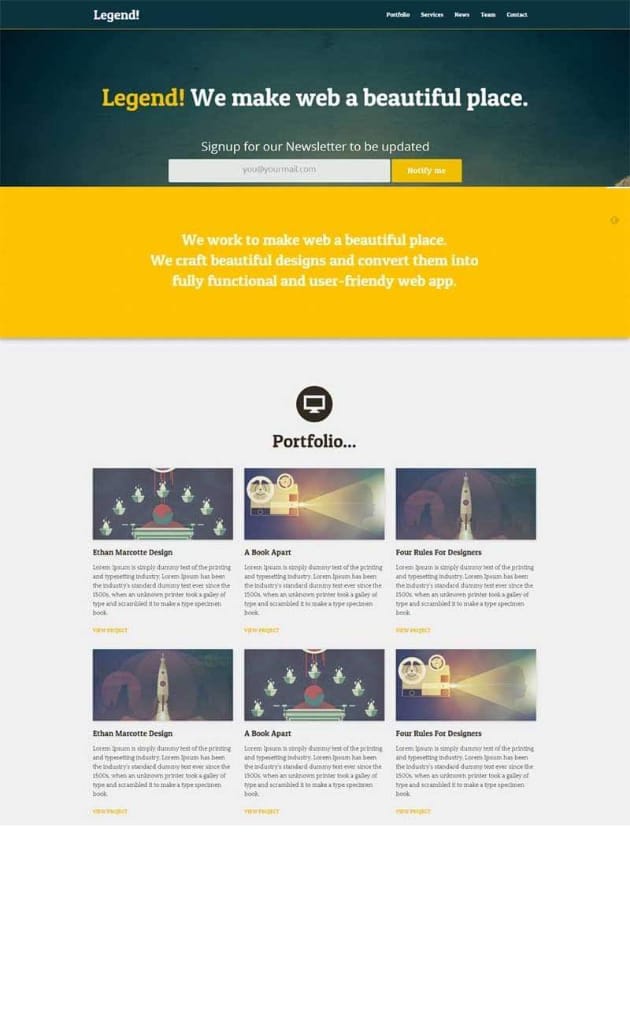 Legend!
Portfolio Services News Team Contact
Legend! We make web a beautiful place.
Signup for our Newsletter to be updated
you@yourmail.com Notify me
We work to make web a beautiful place.
We craft beautiful designs and convert them into
fully functional and user-friendy web app.
Portfolio...
Ethan Marcotte Design
Lorem Ipsum is simply dummy text of the printing
and typesetting industry. Lorem Ipsum has been
the industry's standard dummy text ever since the
1500s, when an unknown printer took a galley of
type and scrambled it to make a type specimen
book.
VIEW PROJECT
A Book Apart
Lorem Ipsum is simply dummy text of the printing
and typesetting industry. Lorem Ipsum has been
the industry's standard dummy text ever since the
1500s, when an unknown printer took a galley of
type and scrambled it to make a type specimen
book.
VIEW PROJECT
Four Rules For Designers
Lorem Ipsum is simply dummy text of the printing
and typesetting industry. Lorem Ipsum has been
the industry's standard dummy text ever since the
1500s, when an unknown printer took a galley of
type and scrambled it to make a type specimen
book.
VIEW PROJECT
Ethan Marcotte Design
Lorem Ipsum is simply dummy text of the printing
and typesetting industry. Lorem Ipsum has been
the industry's standard dummy text ever since the
1500s, when an unknown printer took a galley of
type and scrambled it to make a type specimen
book.
VIEW PROJECT
A Book Apart
Lorem Ipsum is simply dummy text of the printing
and typesetting industry. Lorem Ipsum has been
the industry's standard dummy text ever since the
1500s, when an unknown printer took a galley of
type and scrambled it to make a type specimen
book.
VIEW PROJECT
Four Rules For Designers
Lorem Ipsum is simply dummy text of the printing
and typesetting industry. Lorem Ipsum has been
the industry's standard dummy text ever since the
1500s, when an unknown printer took a galley of
type and scrambled it to make a type specimen
book.
VIEW PROJECT